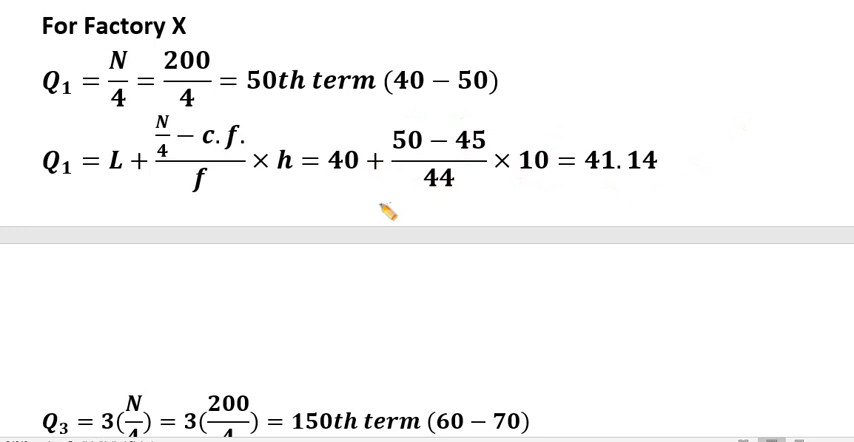 For Factory X
Q₁ = N/4 = 200/4 = 50th term (40 − 50)
Q₁ = L + (N/4 − c.f.)/f × h = 40 + (50 − 45)/44 × 10 = 41.14
Q₃ = 3(N/4) = 3(200/4) = 150th term (60 − 70)